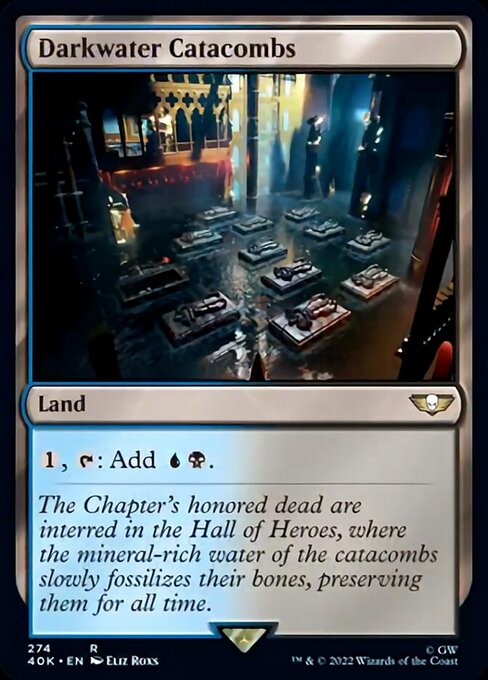 Darkwater Catacombs
Land
1, : Add .
The Chapter's honored dead are
interred in the Hall of Heroes, where
the mineral-rich water of the catacombs
slowly fossilizes their bones, preserving
them for all time.
274 R
40K • EN Eliz Roxs
© GW
™ & © 2022 Wizards of the Coast